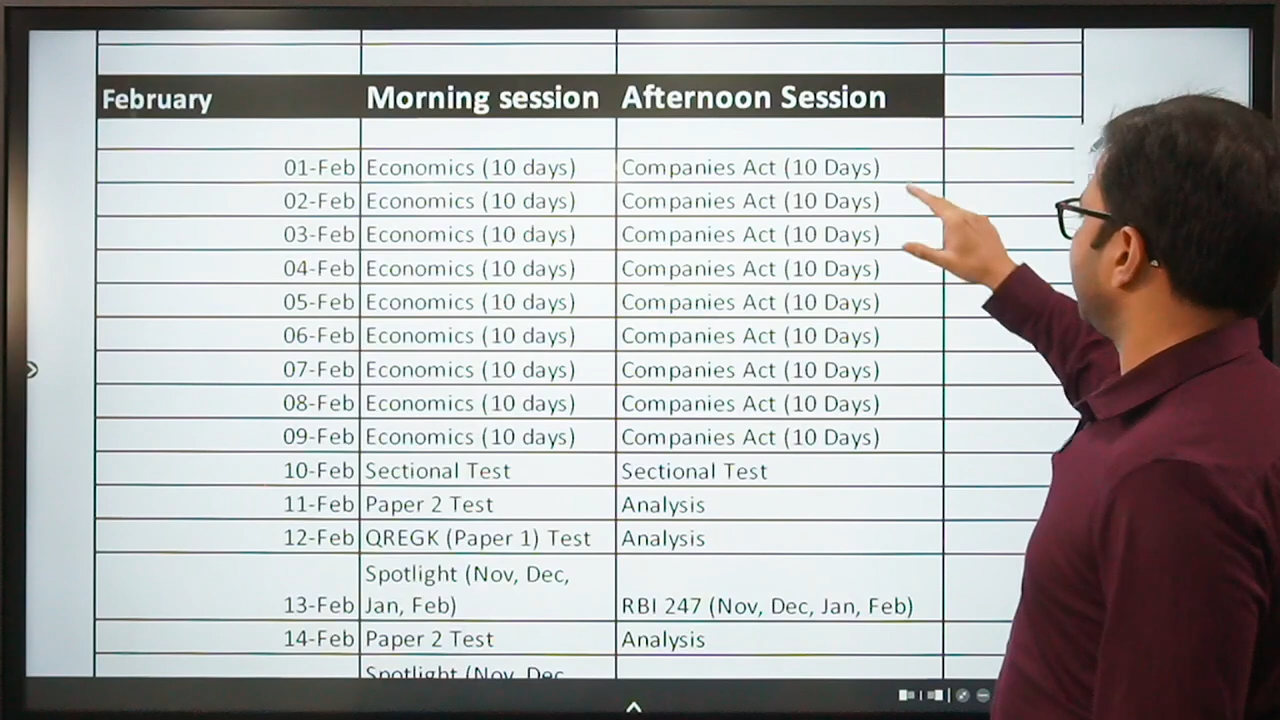 February Morning session Afternoon Session
01-Feb Economics (10 days) Companies Act (10 Days)
02-Feb Economics (10 days) Companies Act (10 Days)
03-Feb Economics (10 days) Companies Act (10 Days)
04-Feb Economics (10 days) Companies Act (10 Days)
05-Feb Economics (10 days) Companies Act (10 Days)
06-Feb Economics (10 days) Companies Act (10 Days)
07-Feb Economics (10 days) Companies Act (10 Days)
08-Feb Economics (10 days) Companies Act (10 Days)
09-Feb Economics (10 days) Companies Act (10 Days)
10-Feb Sectional Test Sectional Test
11-Feb Paper 2 Test Analysis
12-Feb QREGK (Paper 1) Test Analysis
Spotlight (Nov, Dec,
13-Feb Jan, Feb) RBI 247 (Nov, Dec, Jan, Feb)
14-Feb Paper 2 Test Analysis
Spotlight (Nov, Dec,